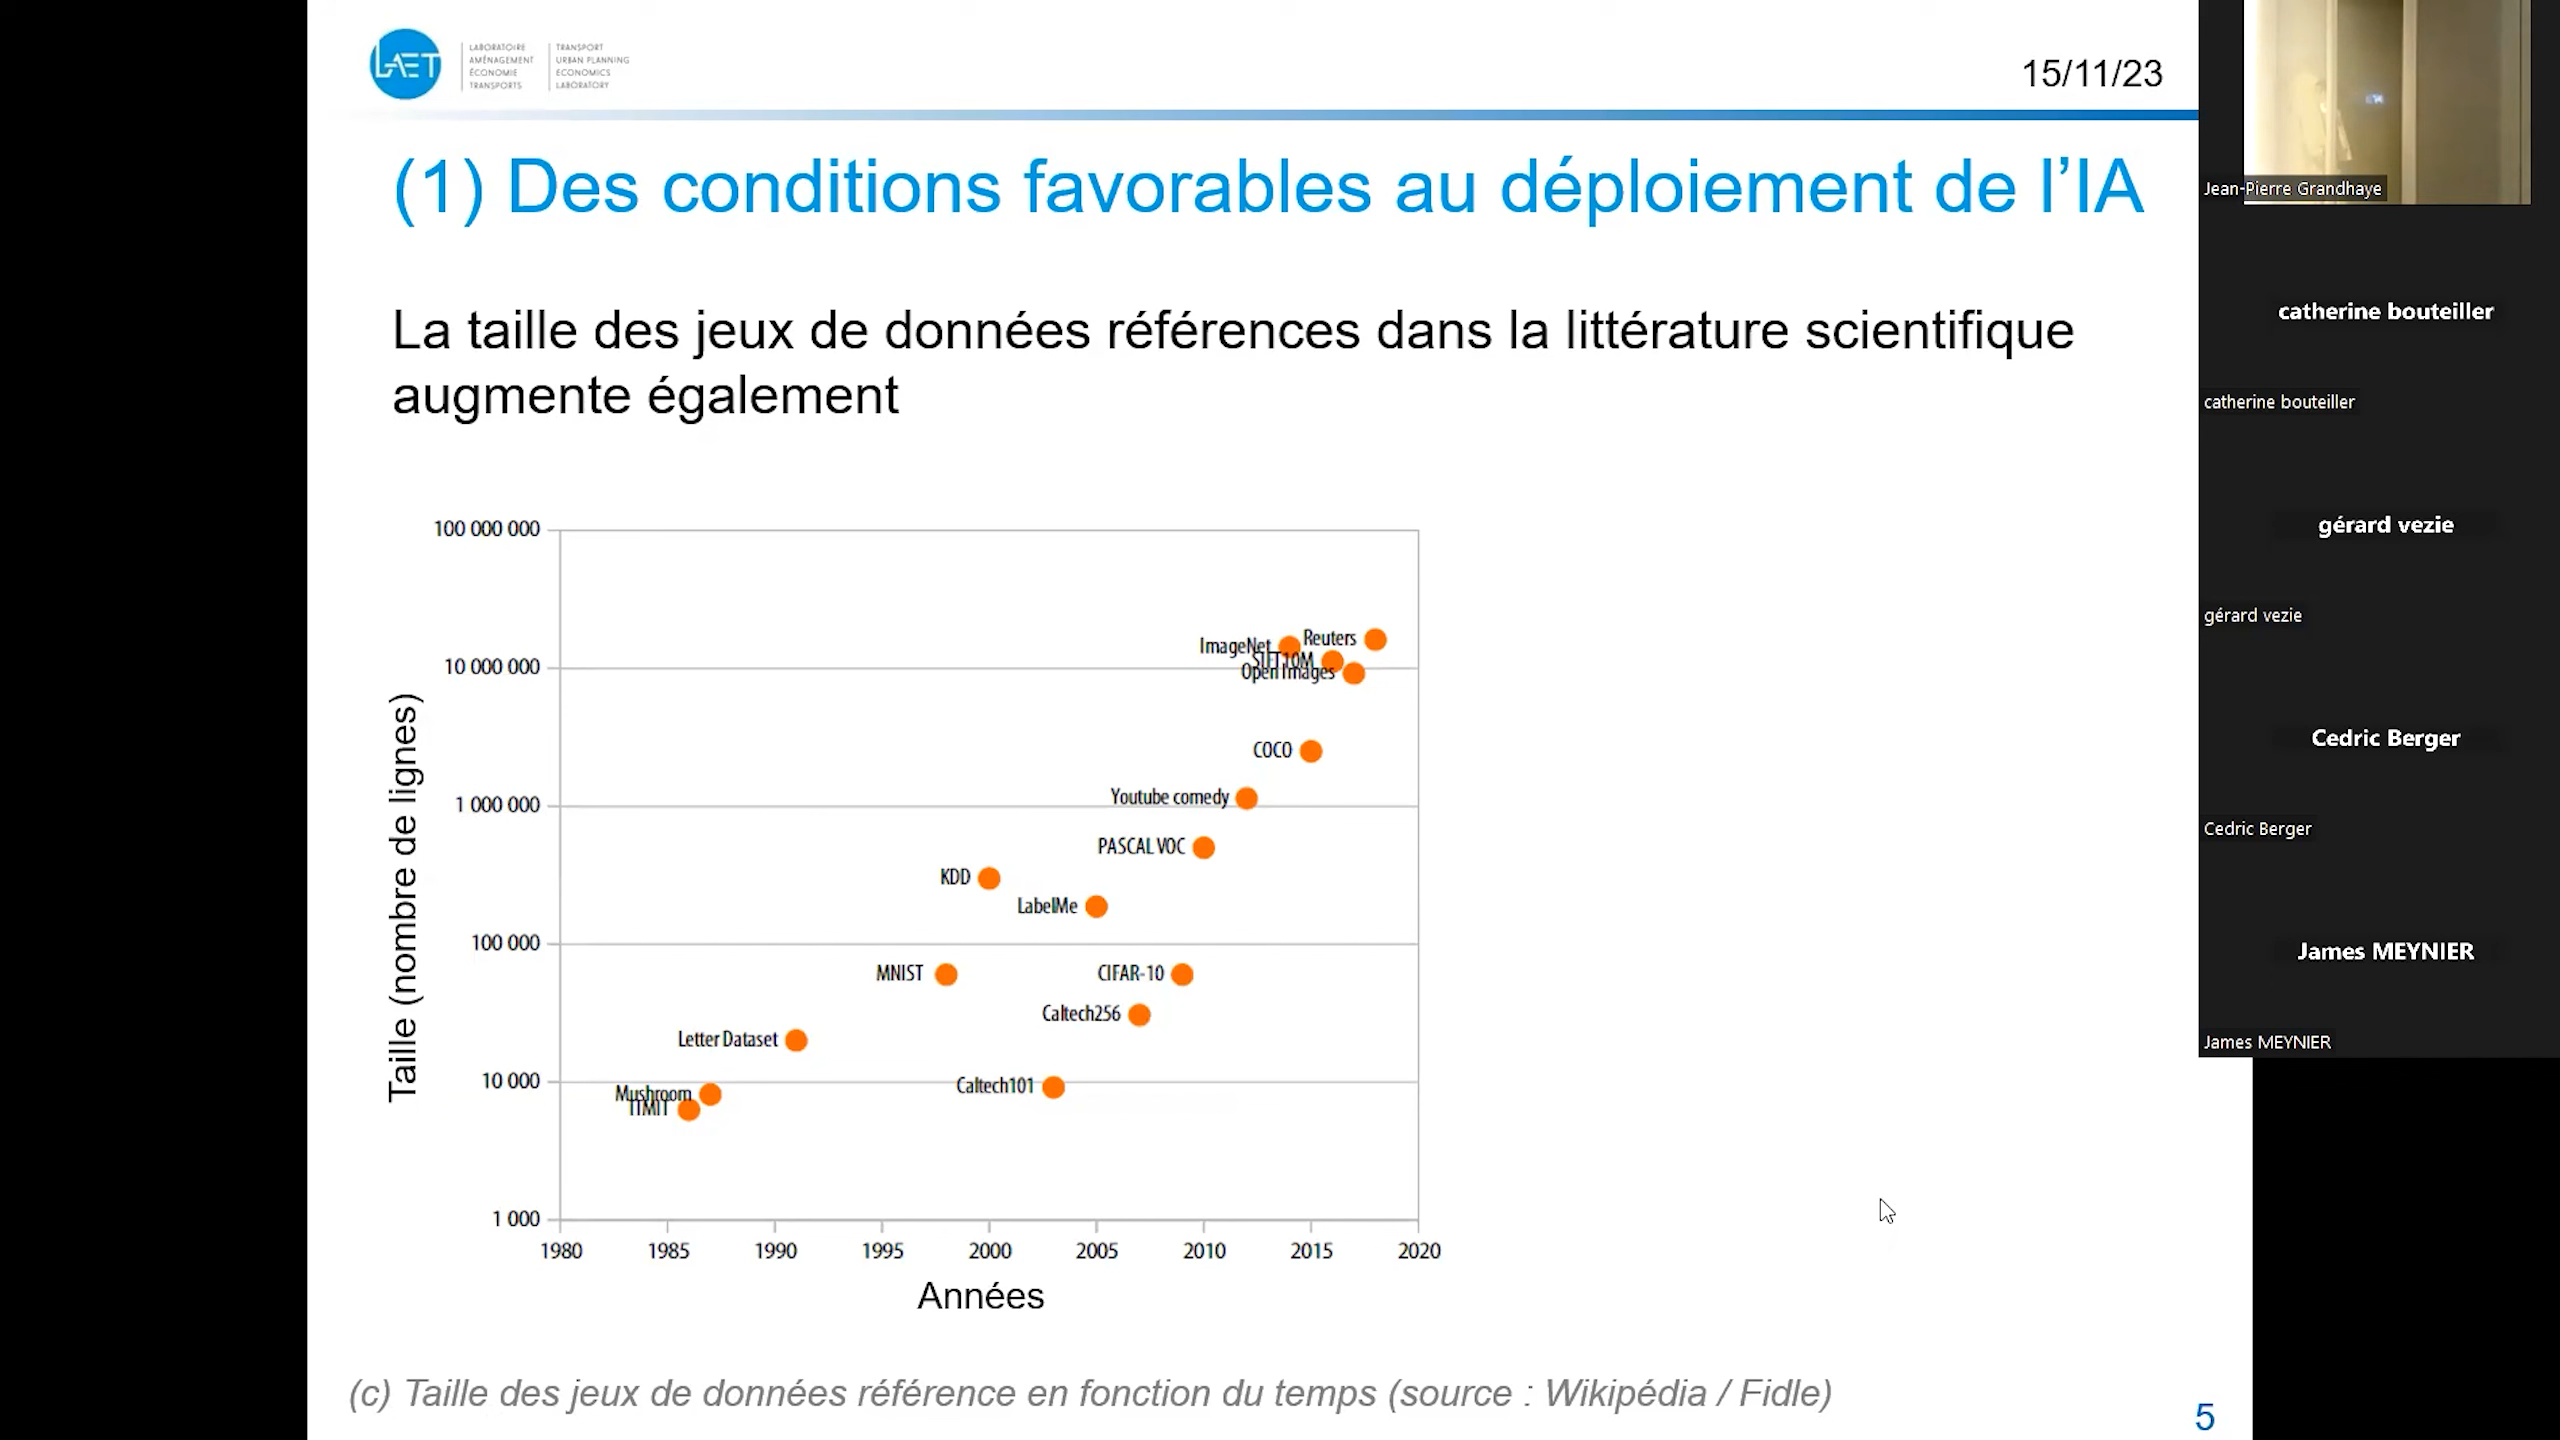 LAET
LABORATOIRE
AMÉNAGEMENT
ÉCONOMIE
TRANSPORTS
TRANSPORT
URBAN PLANNING
ECONOMICS
LABORATORY
15/11/23
(1) Des conditions favorables au déploiement de l’IA
La taille des jeux de données références dans la littérature scientifique
augmente également
Taille (nombre de lignes)
100 000 000
10 000 000
1 000 000
100 000
10 000
1 000
ImageNet
Reuters
SIFT10M
Open Images
COCO
Youtube comedy
PASCAL VOC
KDD
LabelMe
MNIST
CIFAR-10
Caltech256
Letter Dataset
Caltech101
Mushroom
TIMIT
1980 1985 1990 1995 2000 2005 2010 2015 2020
Années
(c) Taille des jeux de données référence en fonction du temps (source : Wikipédia / Fidle)
5
Jean-Pierre Grandhaye
catherine bouteiller
catherine bouteiller
gérard vezie
gérard vezie
Cedric Berger
Cedric Berger
James MEYNIER
James MEYNIER